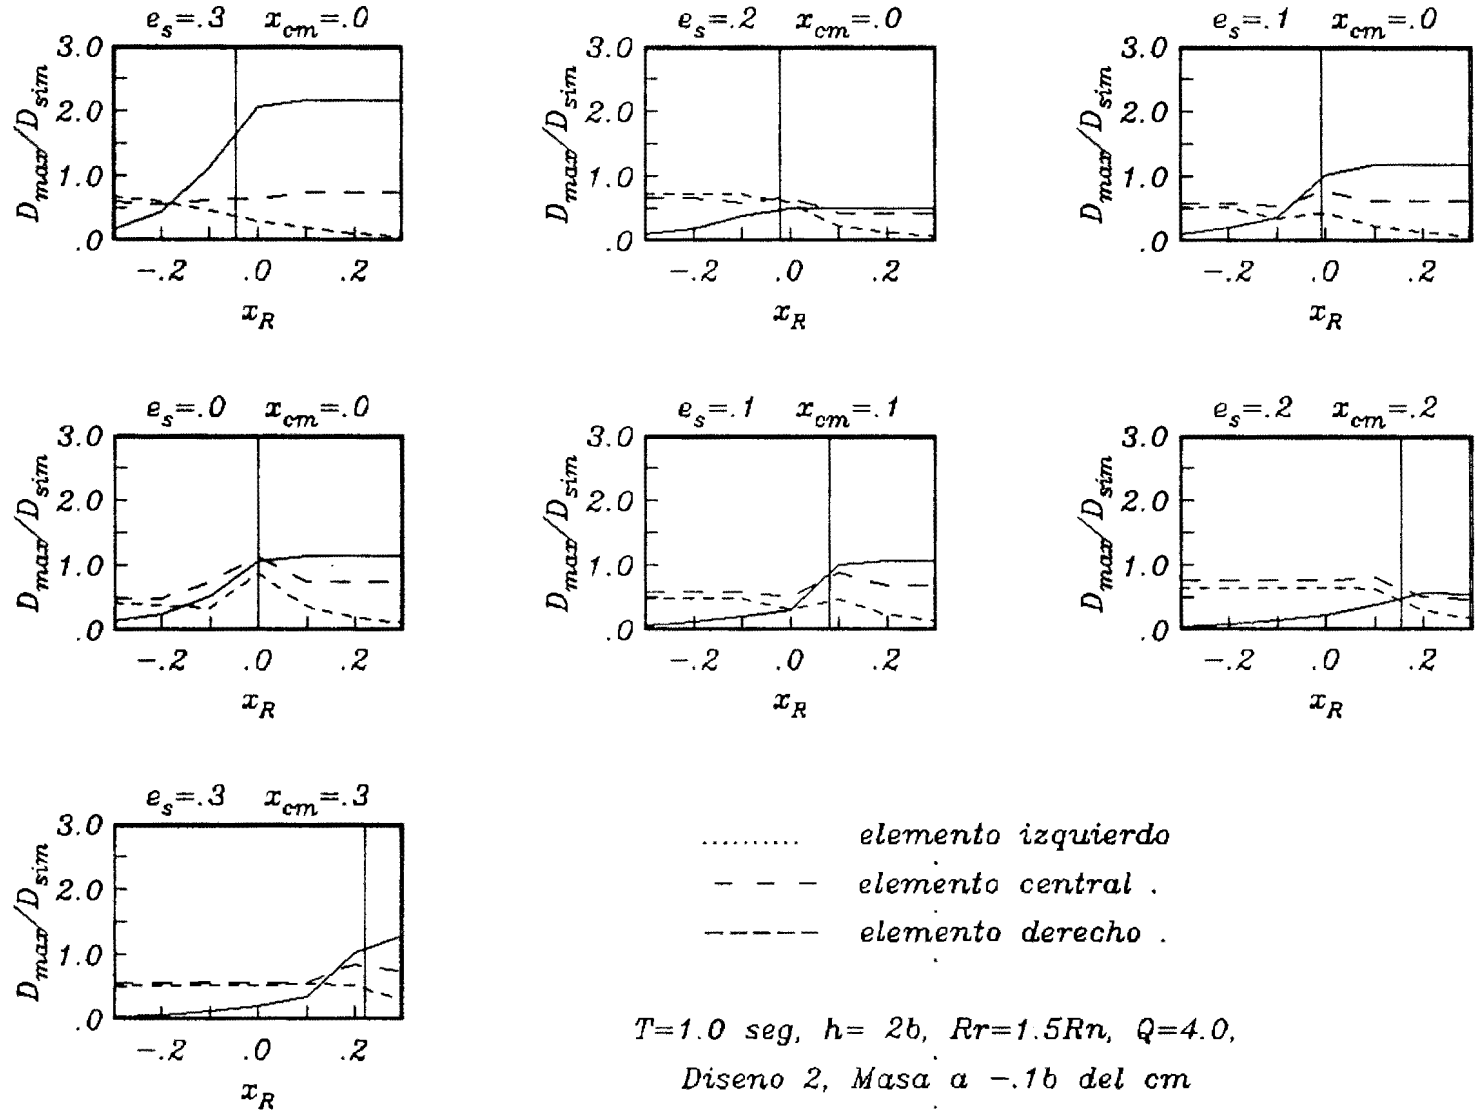 e_s=.3 x_cm=.0
3.0
2.0
1.0
.0
D_max/D_sim
-.2 .0 .2
x_R
e_s=.2 x_cm=.0
3.0
2.0
1.0
.0
D_max/D_sim
-.2 .0 .2
x_R
e_s=.1 x_cm=.0
3.0
2.0
1.0
.0
D_max/D_sim
-.2 .0 .2
x_R
e_s=.0 x_cm=.0
3.0
2.0
1.0
.0
D_max/D_sim
-.2 .0 .2
x_R
e_s=.1 x_cm=.1
3.0
2.0
1.0
.0
D_max/D_sim
-.2 .0 .2
x_R
e_s=.2 x_cm=.2
3.0
2.0
1.0
.0
D_max/D_sim
-.2 .0 .2
x_R
e_s=.3 x_cm=.3
3.0
2.0
1.0
.0
D_max/D_sim
-.2 .0 .2
x_R
elemento izquierdo
elemento central .
elemento derecho .
T=1.0 seg, h= 2b, Rr=1.5Rn, Q=4.0,
Diseno 2, Masa a -.1b del cm